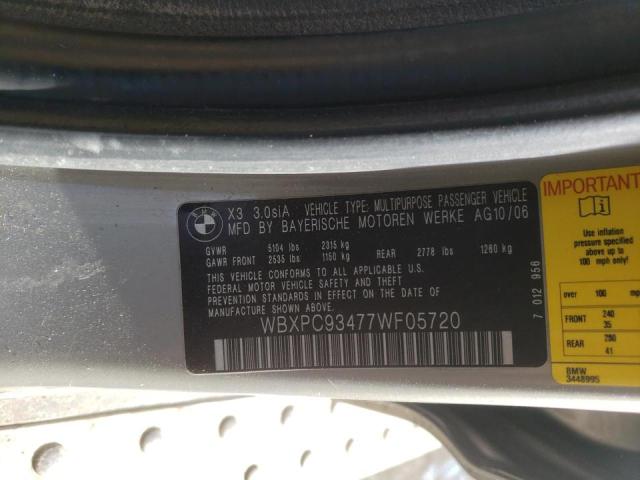 BMW
X3 3.0siA VEHICLE TYPE: MULTIPURPOSE PASSENGER VEHICLE
MFD BY BAYERISCHE MOTOREN WERKE AG10/06
GVWR 5104 lbs 2315 kg
GAWR FRONT 2535 lbs 1150 kg REAR 2778 lbs 1260 kg
THIS VEHICLE CONFORMS TO ALL APPLICABLE U.S.
FEDERAL MOTOR VEHICLE SAFETY AND THEFT
PREVENTION STANDARDS IN EFFECT ON THE DATE OF
MANUFACTURE SHOWN ABOVE.
WBXPC93477WF05720
7 012 956
IMPORTANT
Use inflation
pressure specified
above up to
100 mph only!
over 100 mph
FRONT 240
35
REAR 280
41
BMW
3448995